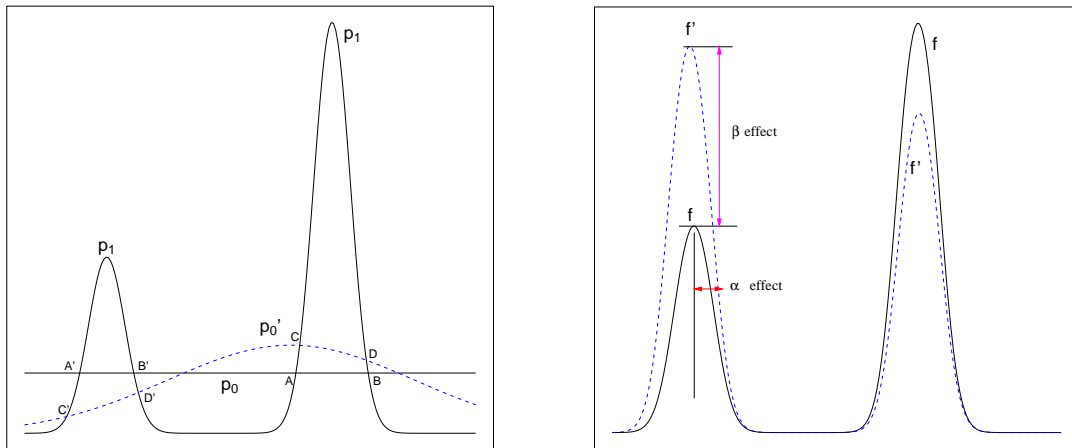 p1
p1
p0'
C
D
A'
B'
p0
A
B
C'
D'
f'
f
β effect
f'
f
α effect